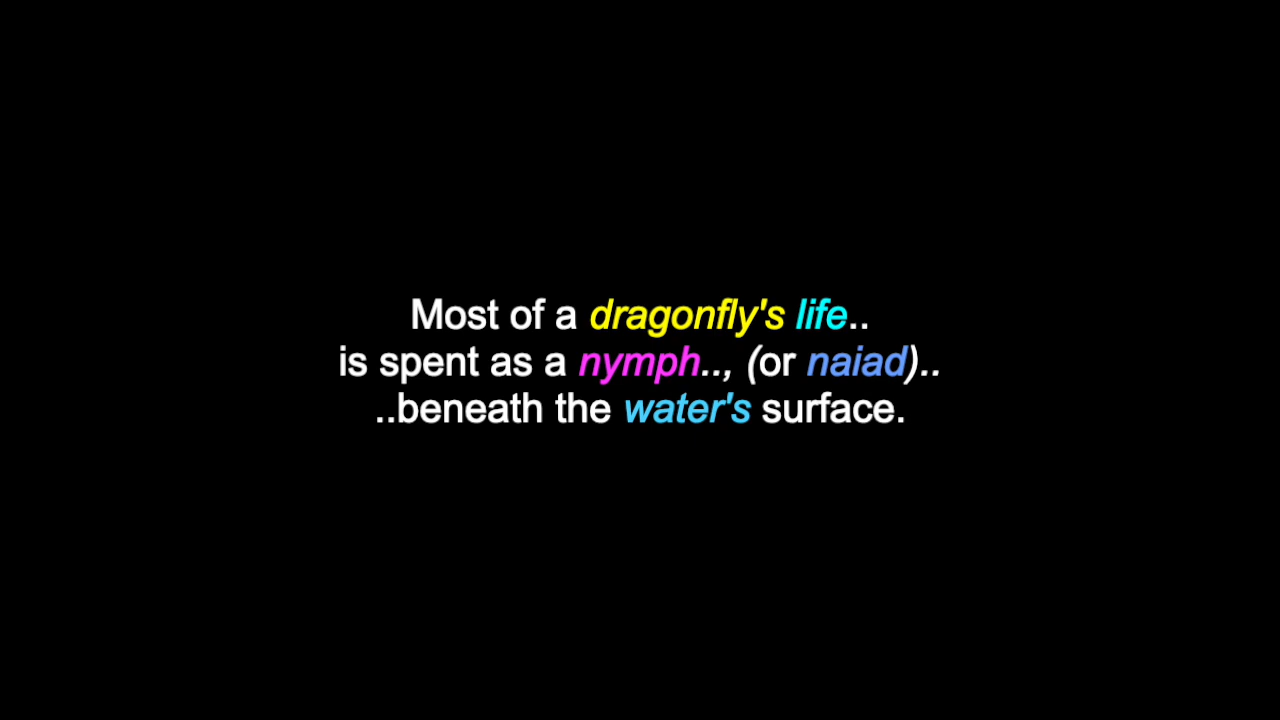 Most of a dragonfly's life..
is spent as a nymph.., (or naiad)..
..beneath the water's surface.